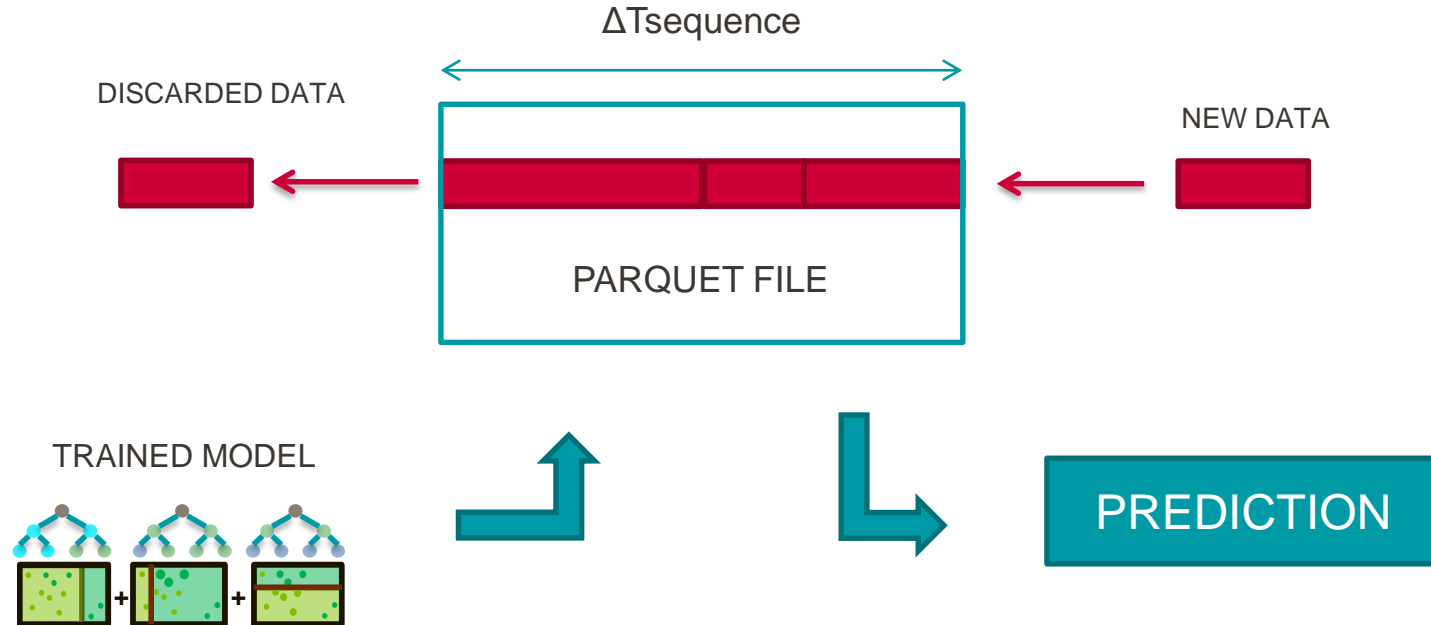 ΔTsequence
DISCARDED DATA
NEW DATA
PARQUET FILE
TRAINED MODEL
PREDICTION
+
+